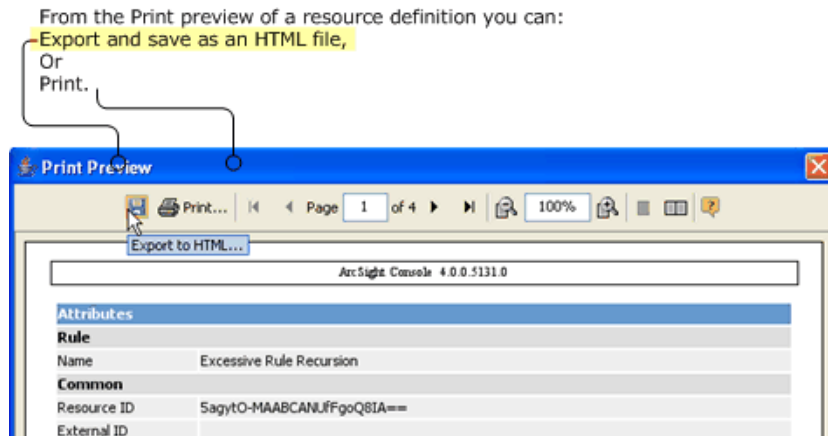 From the Print preview of a resource definition you can:
Export and save as an HTML file,
Or
Print.
Print Preview
Print... Page 1 of 4 100%
Export to HTML...
ArcSight Console 4.0.0.5131.0
Attributes
Rule
Name Excessive Rule Recursion
Common
Resource ID SagytO-MAABCANUfFgoQ8IA==
External ID